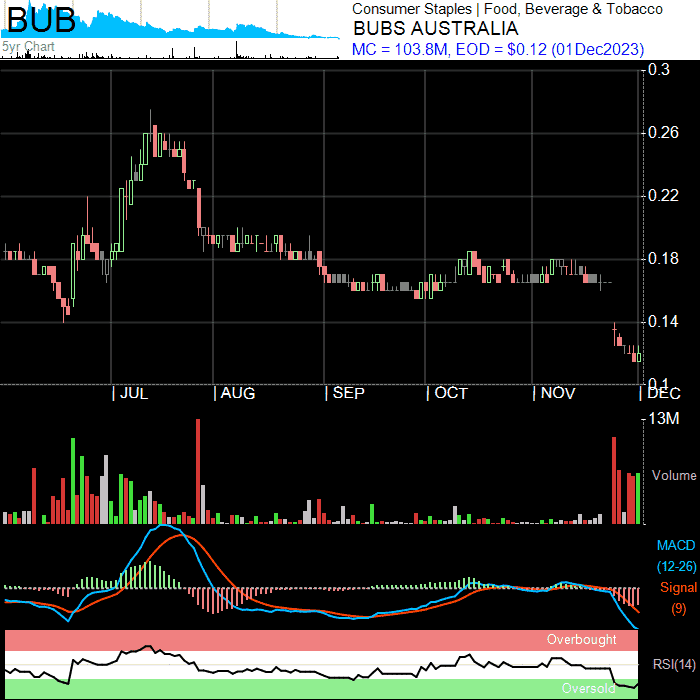 BUB
5yr Chart
Consumer Staples | Food, Beverage & Tobacco
BUBS AUSTRALIA
MC = 103.8M, EOD = $0.12 (01Dec2023)
0.3
0.26
0.22
0.18
0.14
0.1
JUL AUG SEP OCT NOV DEC
13M
Volume
MACD
(12-26)
Signal
(9)
Overbought
RSI(14)
Oversold